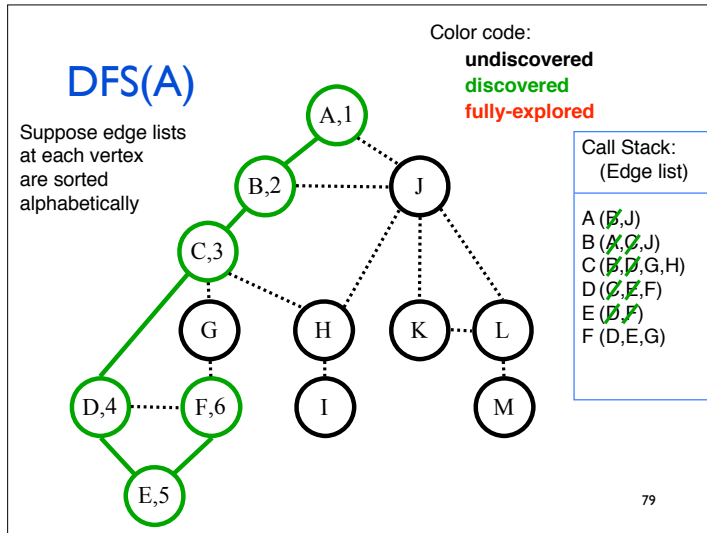 Color code:
undiscovered
discovered
fully-explored
DFS(A)
Suppose edge lists
at each vertex
are sorted
alphabetically
A,1
B,2
J
C,3
G
H
K
L
D,4
F,6
I
M
E,5
Call Stack:
(Edge list)
A (B,J)
B (A,C,J)
C (B,D,G,H)
D (C,E,F)
E (D,F)
F (D,E,G)
79